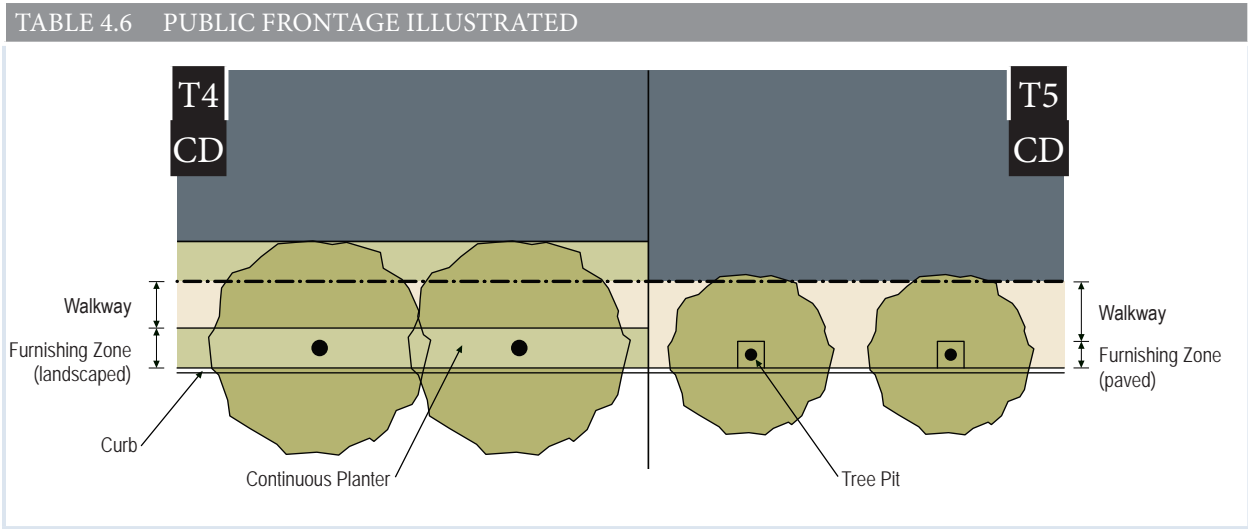 TABLE 4.6 PUBLIC FRONTAGE ILLUSTRATED
T4
CD
T5
CD
Walkway
Furnishing Zone
(landscaped)
Curb
Continuous Planter
Walkway
Furnishing Zone
(paved)
Tree Pit